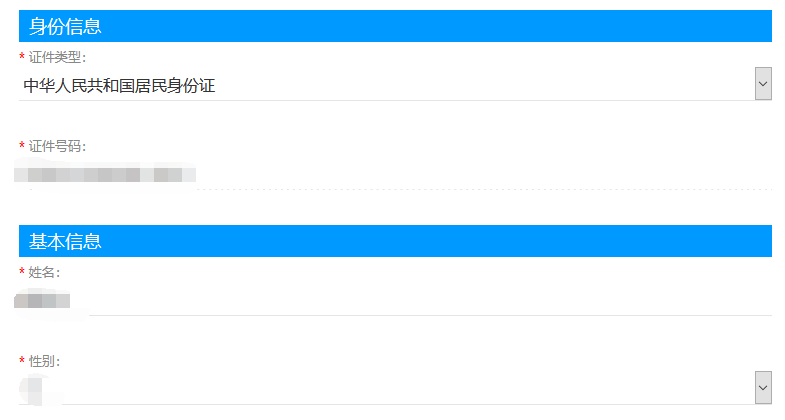 身份信息
* 证件类型:
中华人民共和国居民身份证
* 证件号码:
基本信息
* 姓名:
* 性别: